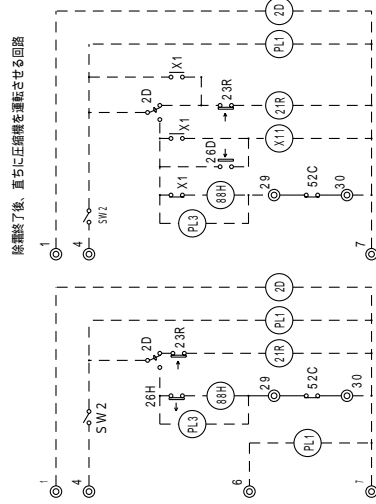 除霜終了後、直ちに圧縮機を運転させる回路
1
4
SW2
2D
X1
X1
X1
23R
26D
PL3
88H
29
52C
30
X11
21R
PL1
2D
7
1
4
SW2
2D
23R
26H
PL3
88H
29
52C
30
21R
PL1
2D
6
PL1
7